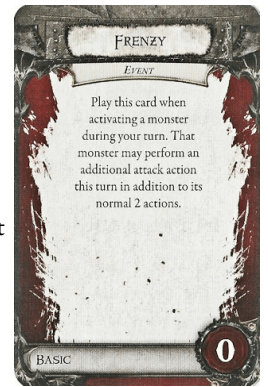 FRENZY
EVENT
Play this card when
activating a monster
during your turn. That
monster may perform an
additional attack action
this turn in addition to its
normal 2 actions.
t
BASIC
0